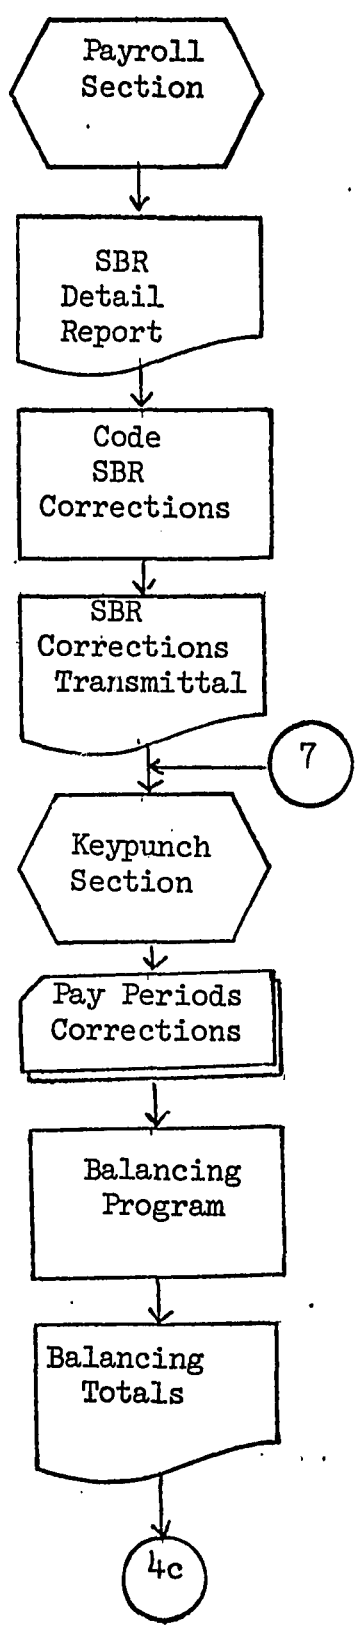 Payroll
Section
SBR
Detail
Report
Code
SBR
Corrections
SBR
Corrections
Transmittal
7
Keypunch
Section
Pay Periods
Corrections
Balancing
Program
Balancing
Totals
4c